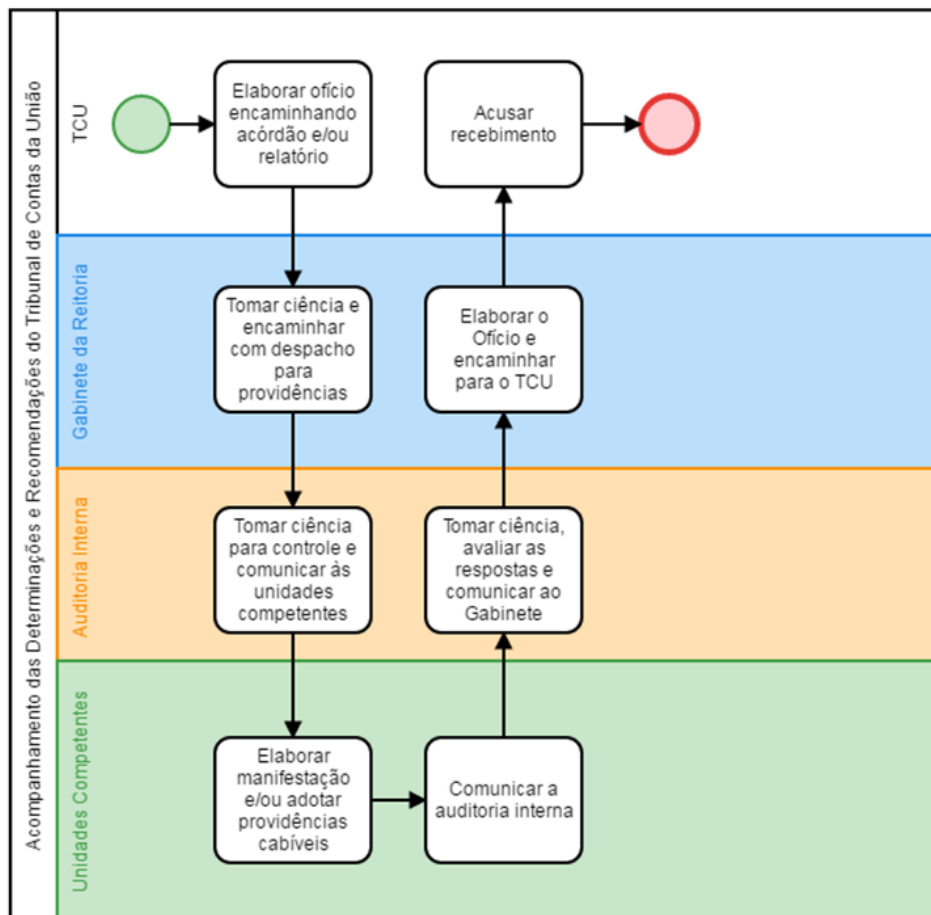 Acompanhamento das Determinações e Recomendações do Tribunal de Contas da União
TCU
Elaborar ofício
encaminhando
acórdão e/ou
relatório
Acusar
recebimento
Gabinete da Reitoria
Tomar ciência e
encaminhar
com despacho
para
providências
Elaborar o
Ofício e
encaminhar
para o TCU
Auditoria Interna
Tomar ciência
para controle e
comunicar às
unidades
competentes
Tomar ciência,
avaliar as
respostas e
comunicar ao
Gabinete
Unidades Competentes
Elaborar
manifestação
e/ou adotar
providências
cabíveis
Comunicar a
auditoria interna